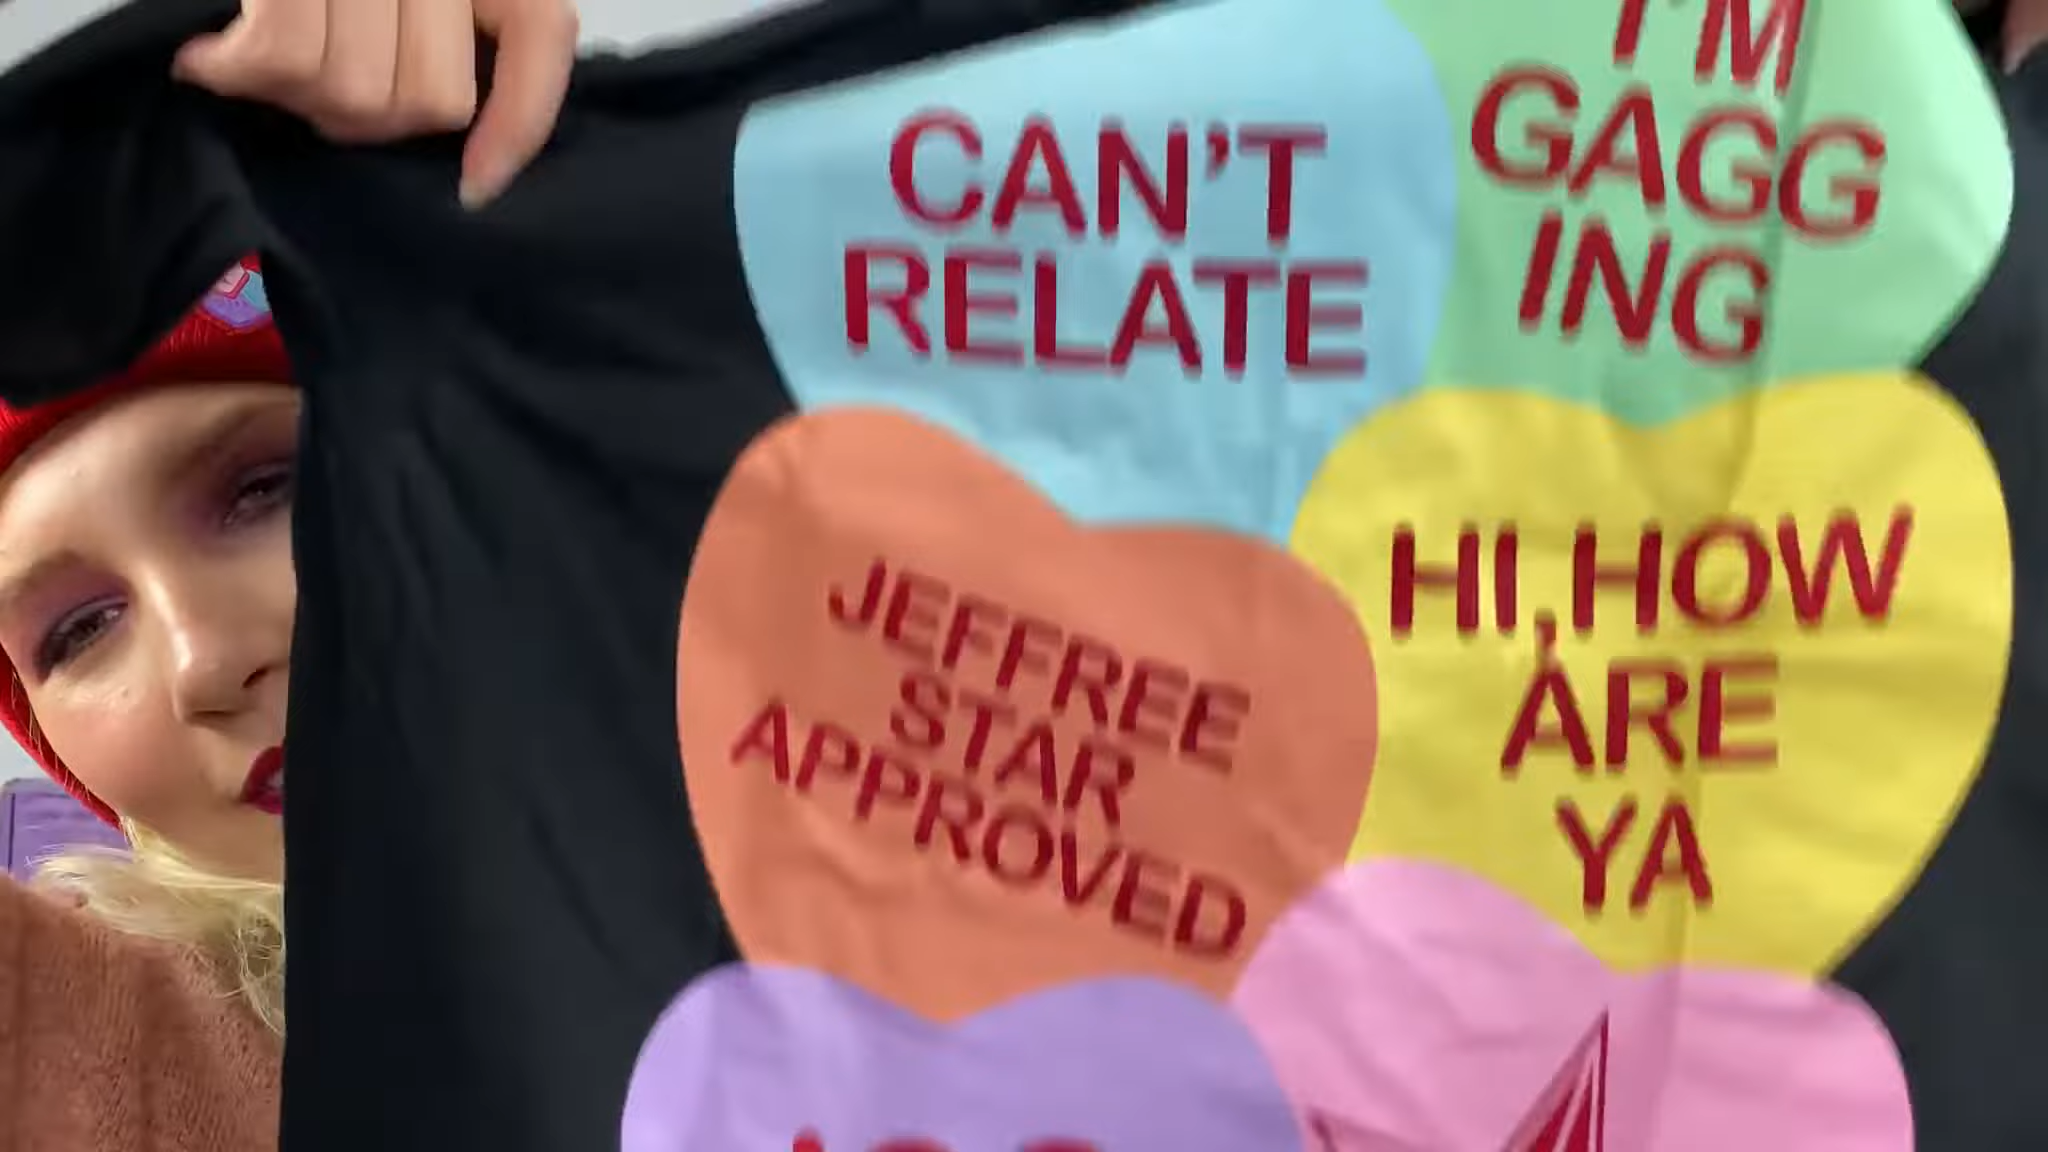 CAN'T
RELATE
I'M
GAGG
ING
JEFFREE
STAR
APPROVED
HI,HOW
ARE
YA